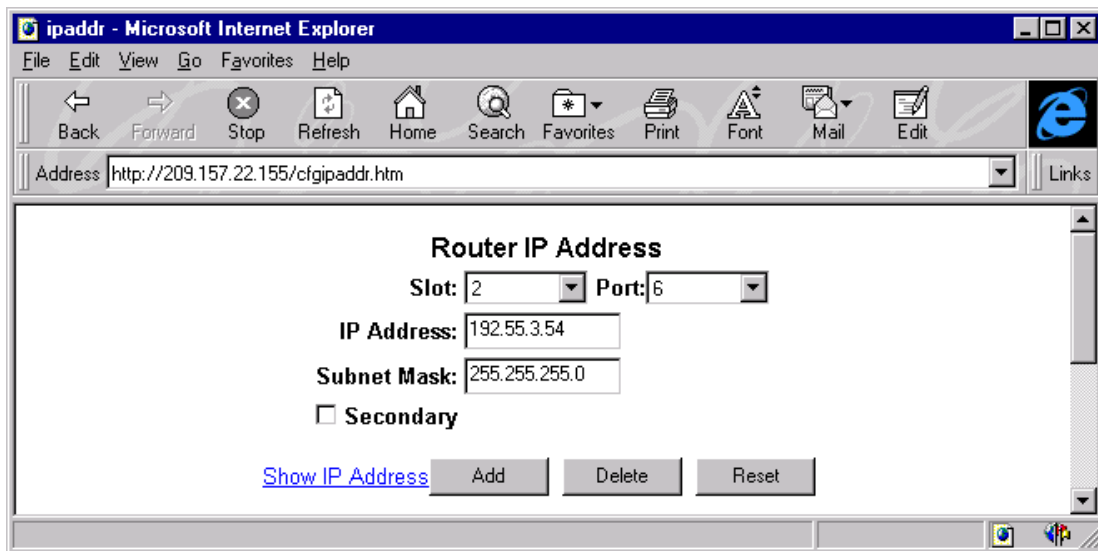 ipaddr - Microsoft Internet Explorer
File Edit View Go Favorites Help
Back Forward Stop Refresh Home Search Favorites Print Font Mail Edit
Address http://209.157.22.155/cfgipaddr.htm Links
Router IP Address
Slot: 2 Port: 6
IP Address: 192.55.3.54
Subnet Mask: 255.255.255.0
Secondary
Show IP Address Add Delete Reset